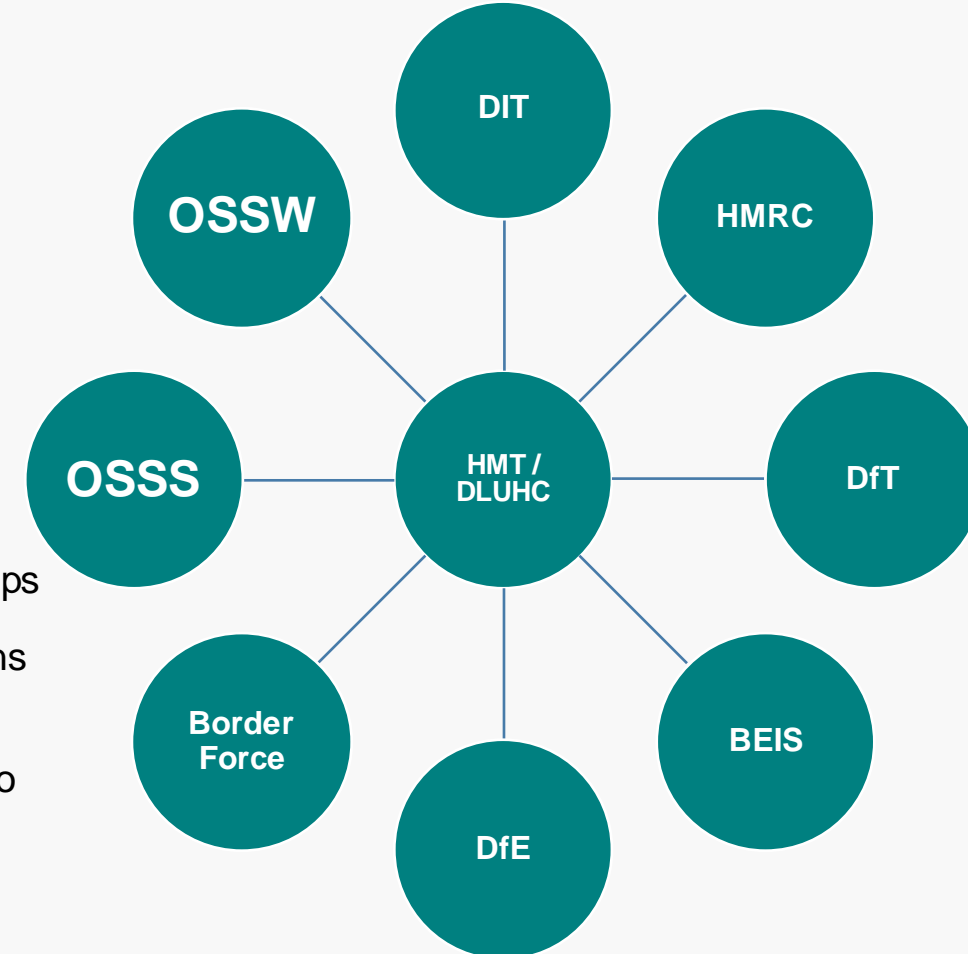 DIT
OSSW
HMRC
HMT /
DLUHC
OSSS
DfT
Border
Force
BEIS
DfE